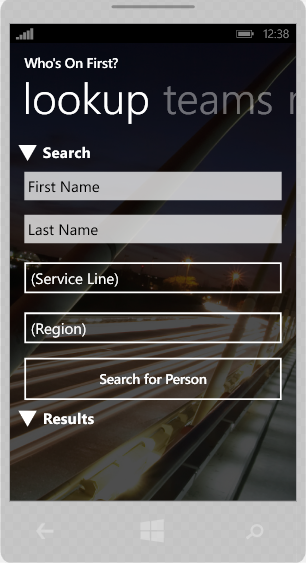 12:38
Who's On First?
lookup teams
Search
First Name
Last Name
(Service Line)
(Region)
Search for Person
Results